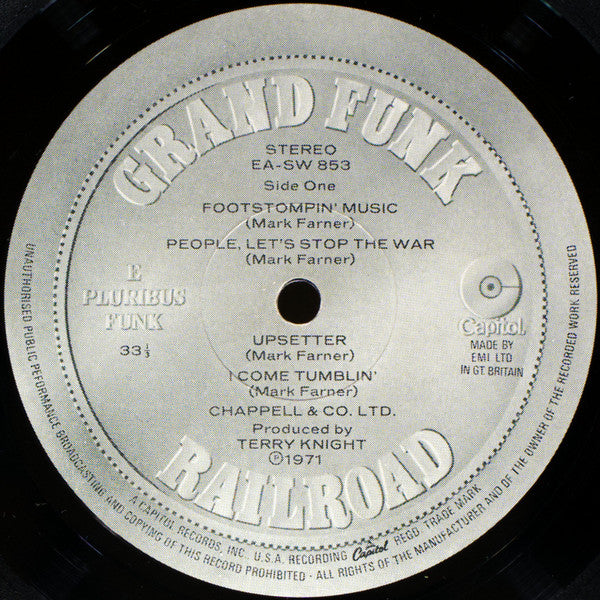 GRAND FUNK
STEREO
EA-SW 853
Side One
FOOTSTOMPIN' MUSIC
(Mark Farner)
PEOPLE, LET'S STOP THE WAR
(Mark Farner)
E
PLURIBUS
FUNK
33⅓
Capitol
MADE BY
EMI LTD
IN GT BRITAIN
UPSETTER
(Mark Farner)
I COME TUMBLIN'
(Mark Farner)
CHAPPELL & CO. LTD.
Produced by
TERRY KNIGHT
℗1971
RAILROAD
A CAPITOL RECORDS, INC. U.S.A. RECORDING Capitol REGD TRADE MARK
UNAUTHORISED PUBLIC PEFORMANCE BROADCASTING AND COPYING OF THIS RECORD PROHIBITED - ALL RIGHTS OF THE MANUFACTURER AND OF THE OWNER OF THE RECORDED WORK RESERVED